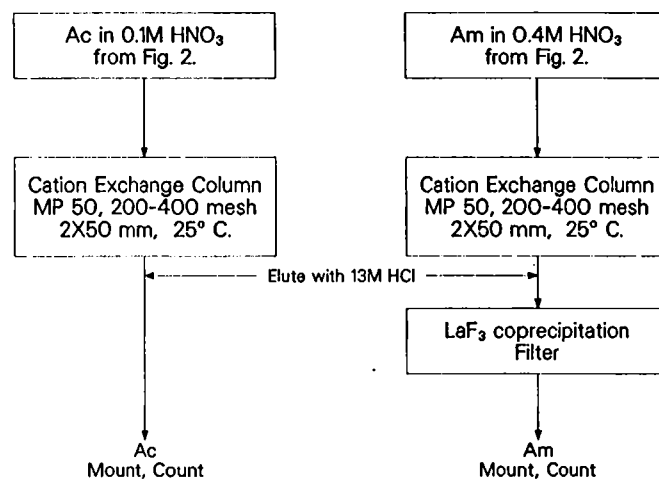 Ac in 0.1M HNO3
from Fig. 2.
Am in 0.4M HNO3
from Fig. 2.
Cation Exchange Column
MP 50, 200-400 mesh
2X50 mm, 25° C.
Cation Exchange Column
MP 50, 200-400 mesh
2X50 mm, 25° C.
Elute with 13M HCl
LaF3 coprecipitation
Filter
Ac
Mount, Count
Am
Mount, Count